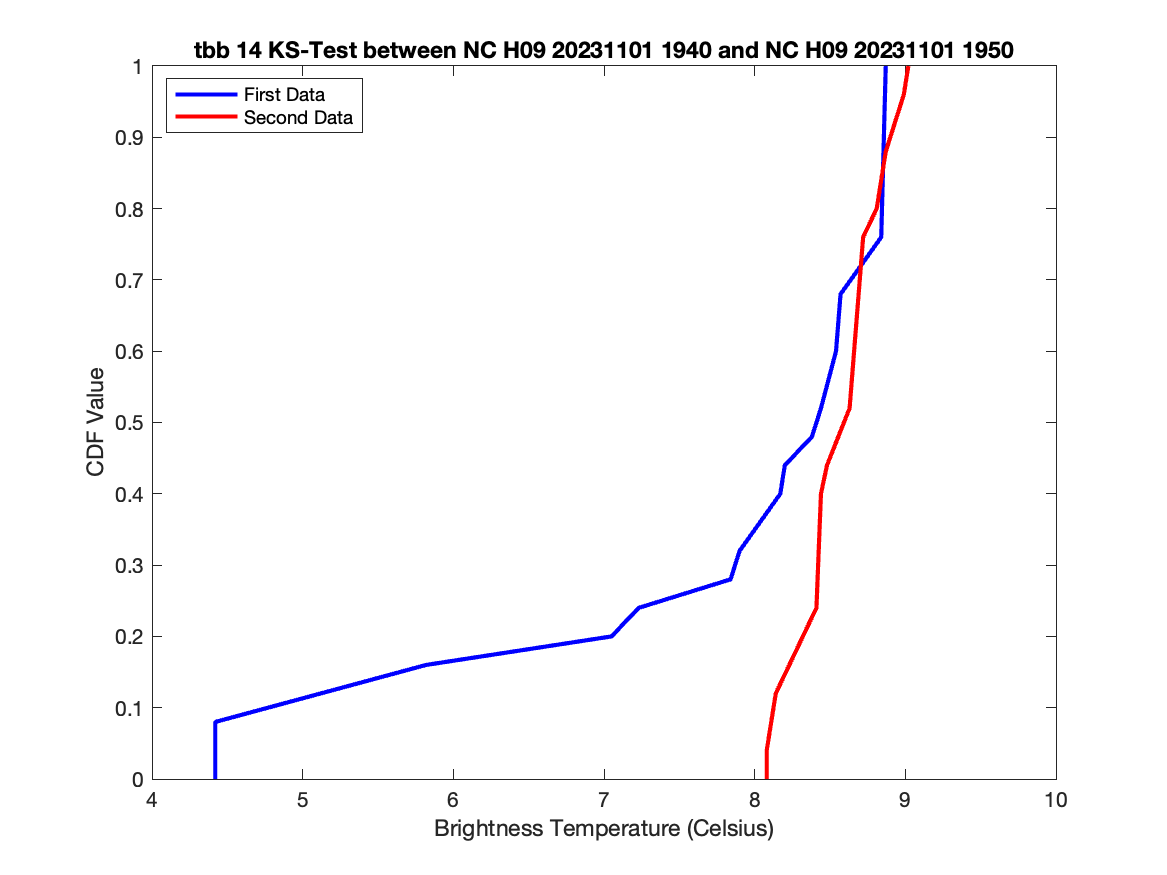 tbb 14 KS-Test between NC H09 20231101 1940 and NC H09 20231101 1950
First Data
Second Data
1
0.9
0.8
0.7
0.6
0.5
0.4
0.3
0.2
0.1
0
CDF Value
4 5 6 7 8 9 10
Brightness Temperature (Celsius)